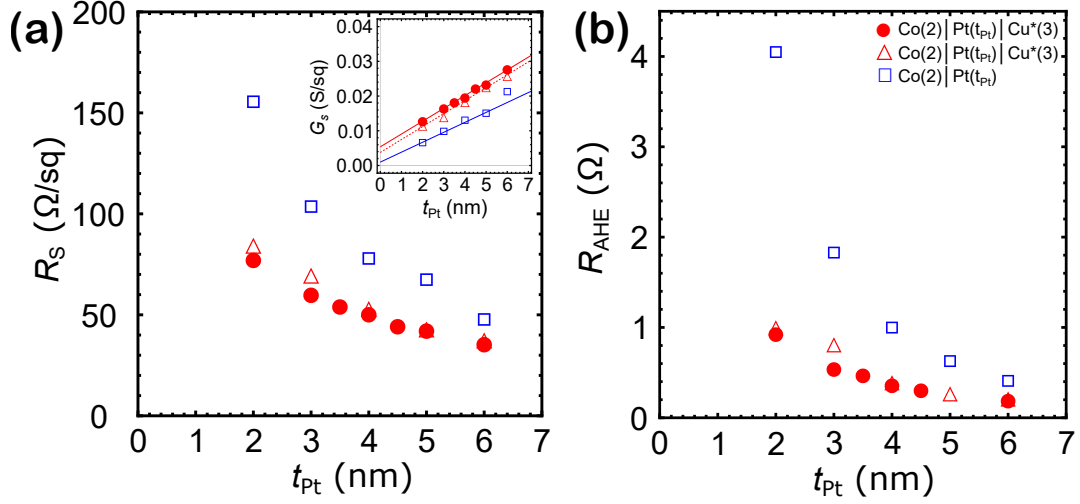 (a)
R_S (Ω/sq)
200
150
100
50
0
0 1 2 3 4 5 6 7
t_Pt (nm)
G_s (S/sq)
0.04
0.03
0.02
0.01
0.00
0 1 2 3 4 5 6 7
t_Pt (nm)
(b)
R_AHE (Ω)
4
3
2
1
0
0 1 2 3 4 5 6 7
t_Pt (nm)
Co(2)|Pt(t_Pt)|Cu*(3)
Co(2)|Pt(t_Pt)|Cu*(3)
Co(2)|Pt(t_Pt)